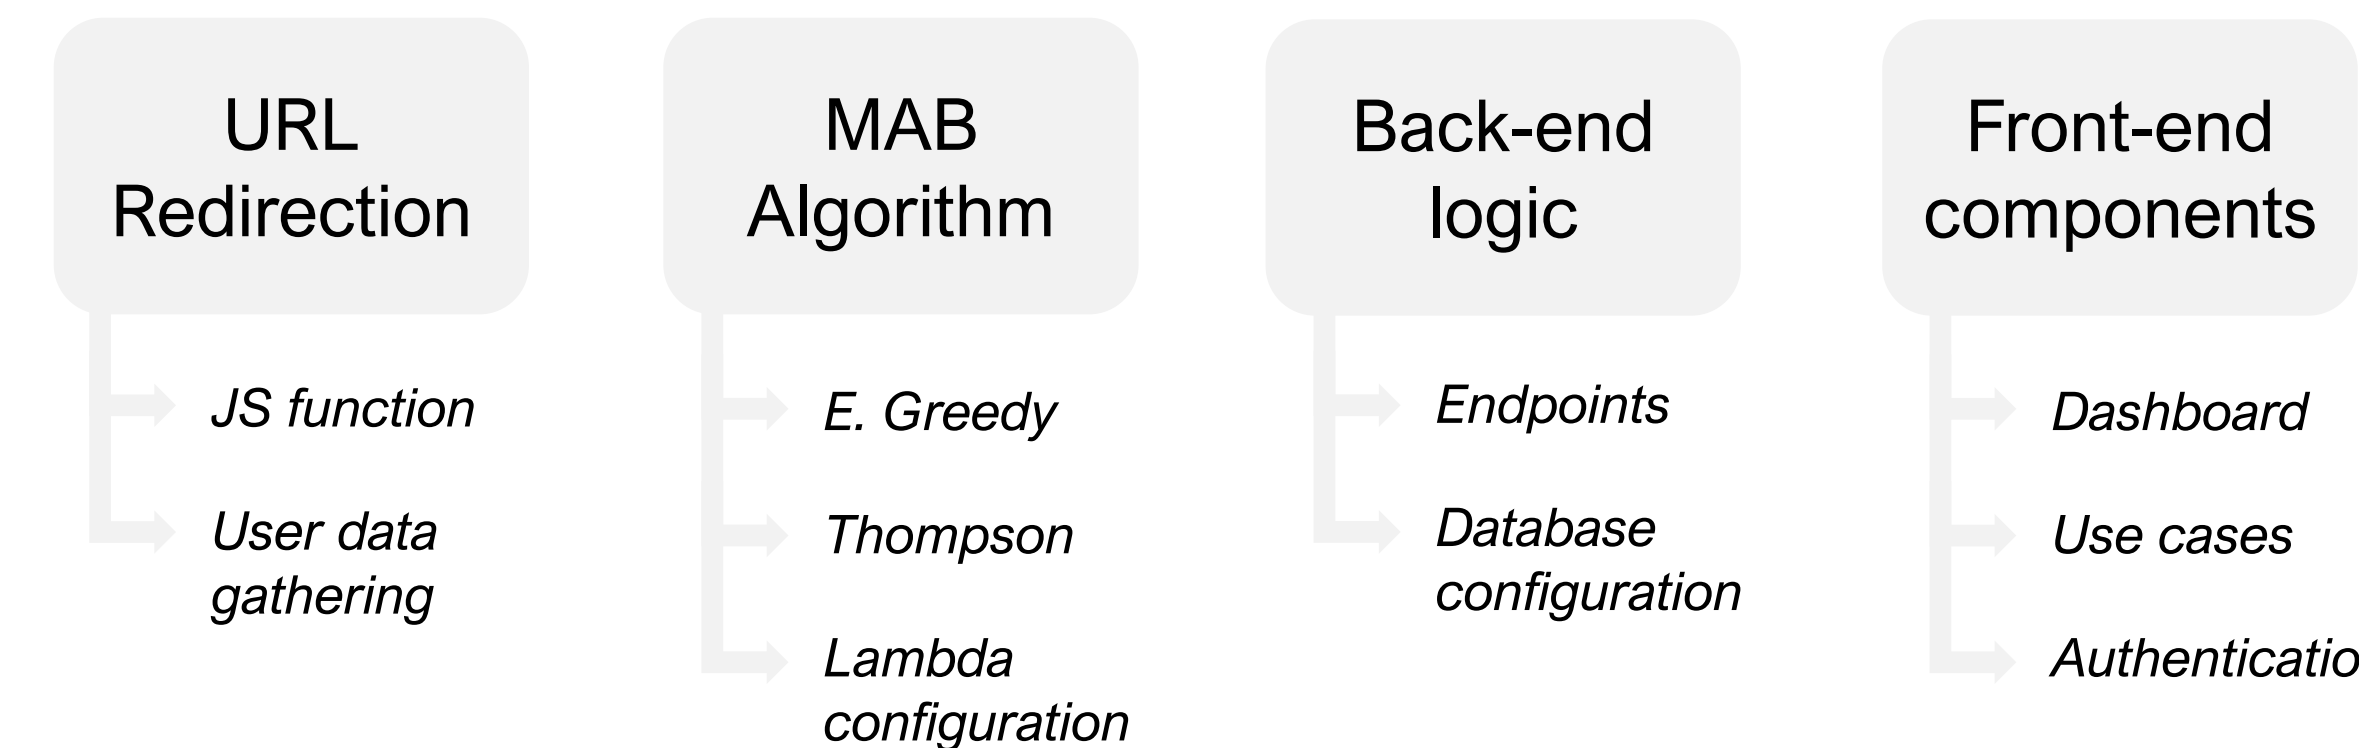 URL
Redirection
JS function
User data
gathering
MAB
Algorithm
E. Greedy
Thompson
Lambda
configuration
Back-end
logic
Endpoints
Database
configuration
Front-end
components
Dashboard
Use cases
Authenticatio